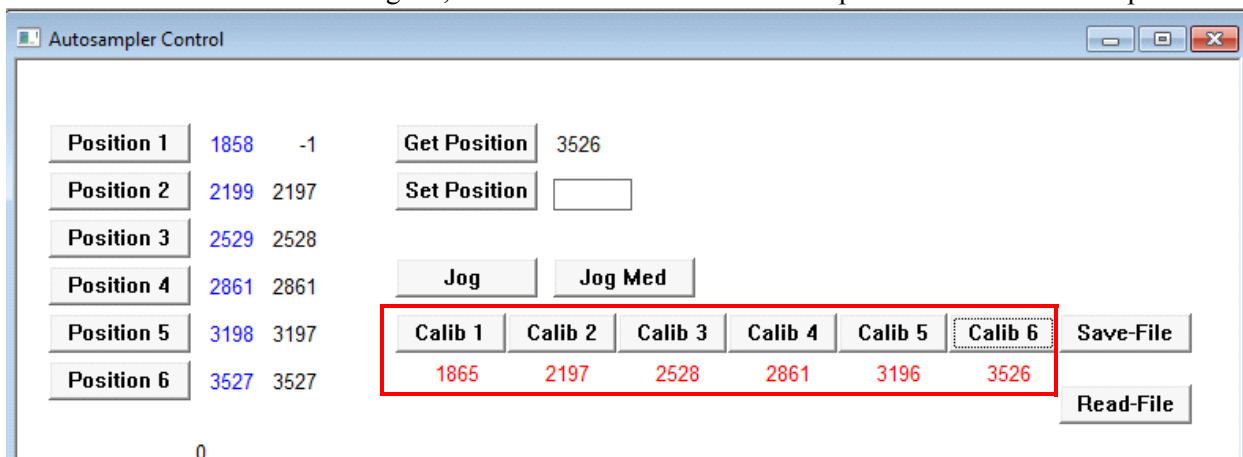 Autosampler Control
Position 1 1858 -1 Get Position 3526
Position 2 2199 2197 Set Position
Position 3 2529 2528
Position 4 2861 2861 Jog Jog Med
Position 5 3198 3197 Calib 1 Calib 2 Calib 3 Calib 4 Calib 5 Calib 6 Save-File
Position 6 3527 3527 1865 2197 2528 2861 3196 3526
Read-File
0